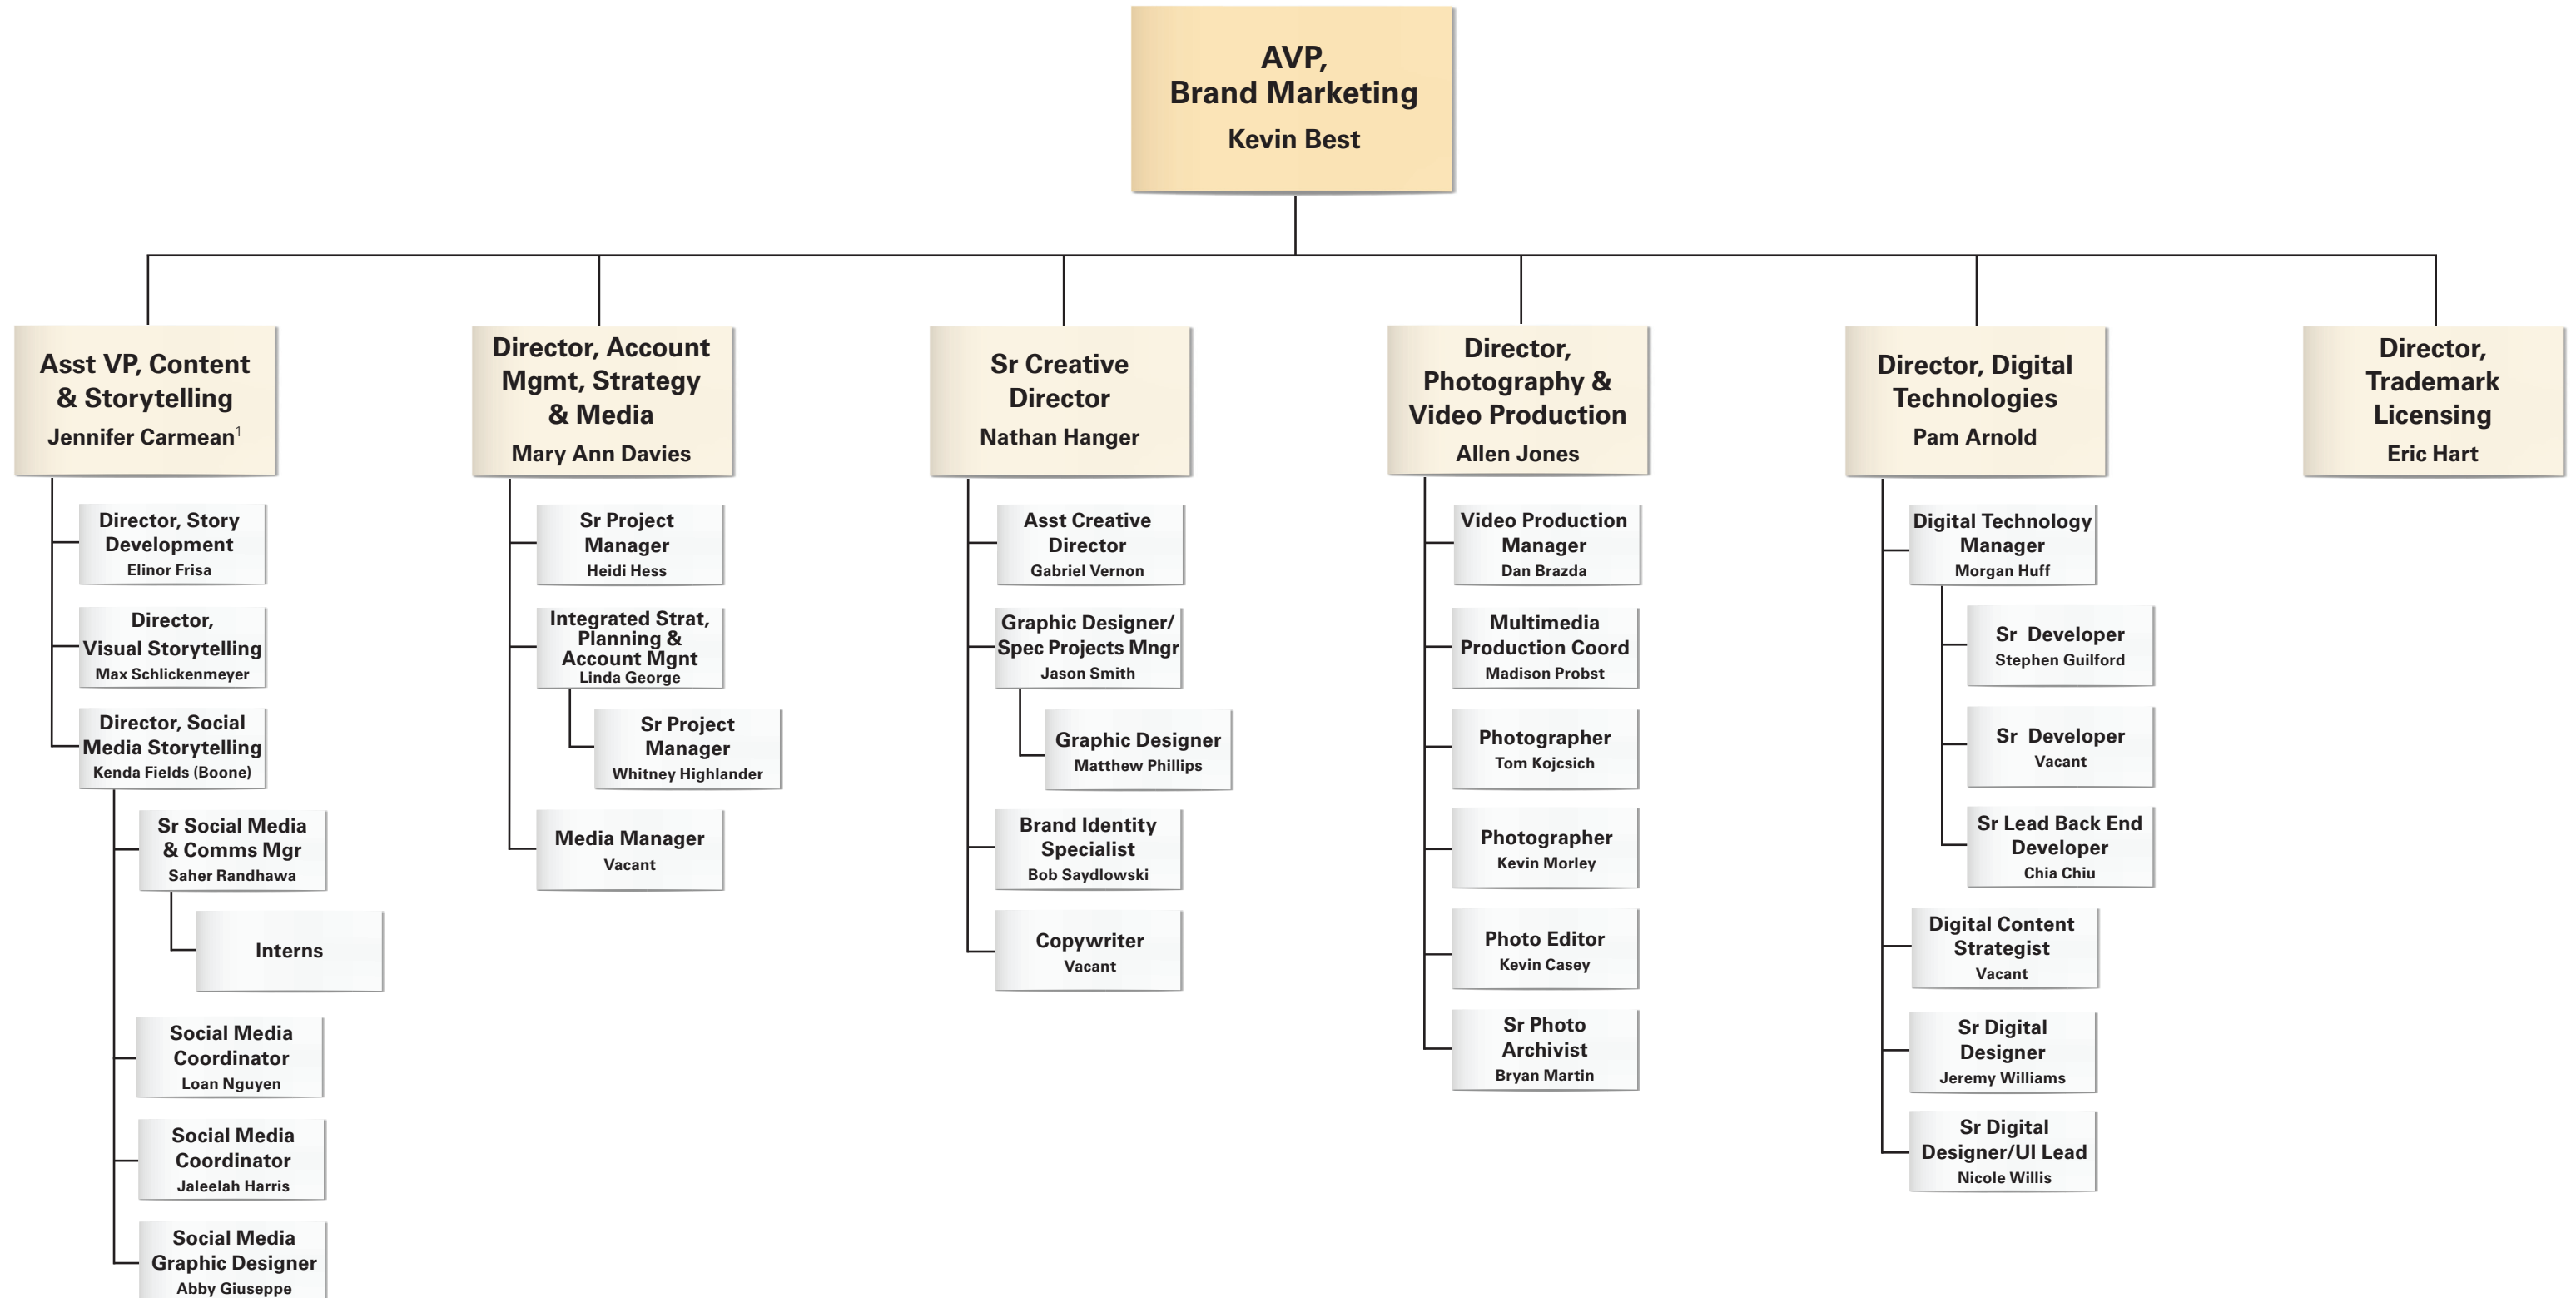 AVP,
Brand Marketing
Kevin Best
Asst VP, Content
& Storytelling
Jennifer Carmean1
Director, Story
Development
Elinor Frisa
Director,
Visual Storytelling
Max Schlickenmeyer
Director, Social
Media Storytelling
Kenda Fields (Boone)
Sr Social Media
& Comms Mgr
Saher Randhawa
Interns
Social Media
Coordinator
Loan Nguyen
Social Media
Coordinator
Jaleelah Harris
Social Media
Graphic Designer
Abby Giuseppe
Director, Account
Mgmt, Strategy
& Media
Mary Ann Davies
Sr Project
Manager
Heidi Hess
Integrated Strat,
Planning &
Account Mgnt
Linda George
Sr Project
Manager
Whitney Highlander
Media Manager
Vacant
Sr Creative
Director
Nathan Hanger
Asst Creative
Director
Gabriel Vernon
Graphic Designer/
Spec Projects Mngr
Jason Smith
Graphic Designer
Matthew Phillips
Brand Identity
Specialist
Bob Saydlowski
Copywriter
Vacant
Director,
Photography &
Video Production
Allen Jones
Video Production
Manager
Dan Brazda
Multimedia
Production Coord
Madison Probst
Photographer
Tom Kojcsich
Photographer
Kevin Morley
Photo Editor
Kevin Casey
Sr Photo
Archivist
Bryan Martin
Director, Digital
Technologies
Pam Arnold
Digital Technology
Manager
Morgan Huff
Sr Developer
Stephen Guilford
Sr Developer
Vacant
Sr Lead Back End
Developer
Chia Chiu
Digital Content
Strategist
Vacant
Sr Digital
Designer
Jeremy Williams
Sr Digital
Designer/UI Lead
Nicole Willis
Director,
Trademark
Licensing
Eric Hart